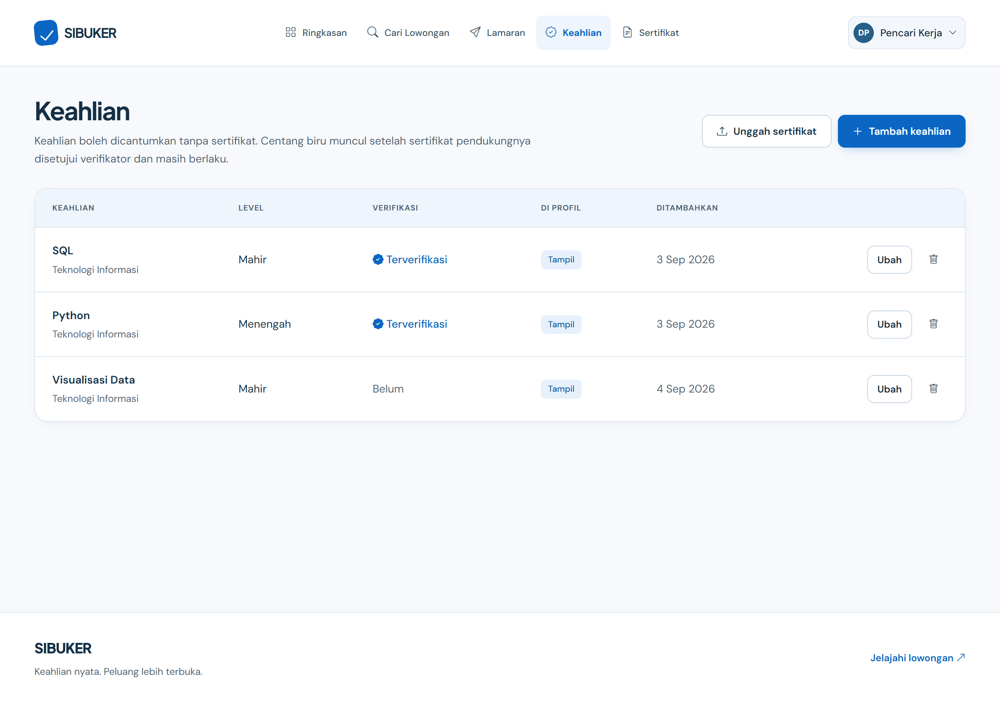 SIBUKER
Ringkasan
Cari Lowongan
Lamaran
Keahlian
Sertifikat
DP
Pencari Kerja
Keahlian
Keahlian boleh dicantumkan tanpa sertifikat. Centang biru muncul setelah sertifikat pendukungnya
disetujui verifikator dan masih berlaku.
Unggah sertifikat
Tambah keahlian
KEAHLIAN LEVEL VERIFIKASI DI PROFIL DITAMBAHKAN
SQL
Teknologi Informasi
Mahir
Terverifikasi
Tampil
3 Sep 2026
Ubah
Python
Teknologi Informasi
Menengah
Terverifikasi
Tampil
3 Sep 2026
Ubah
Visualisasi Data
Teknologi Informasi
Mahir
Belum
Tampil
4 Sep 2026
Ubah
SIBUKER
Keahlian nyata. Peluang lebih terbuka.
Jelajahi lowongan